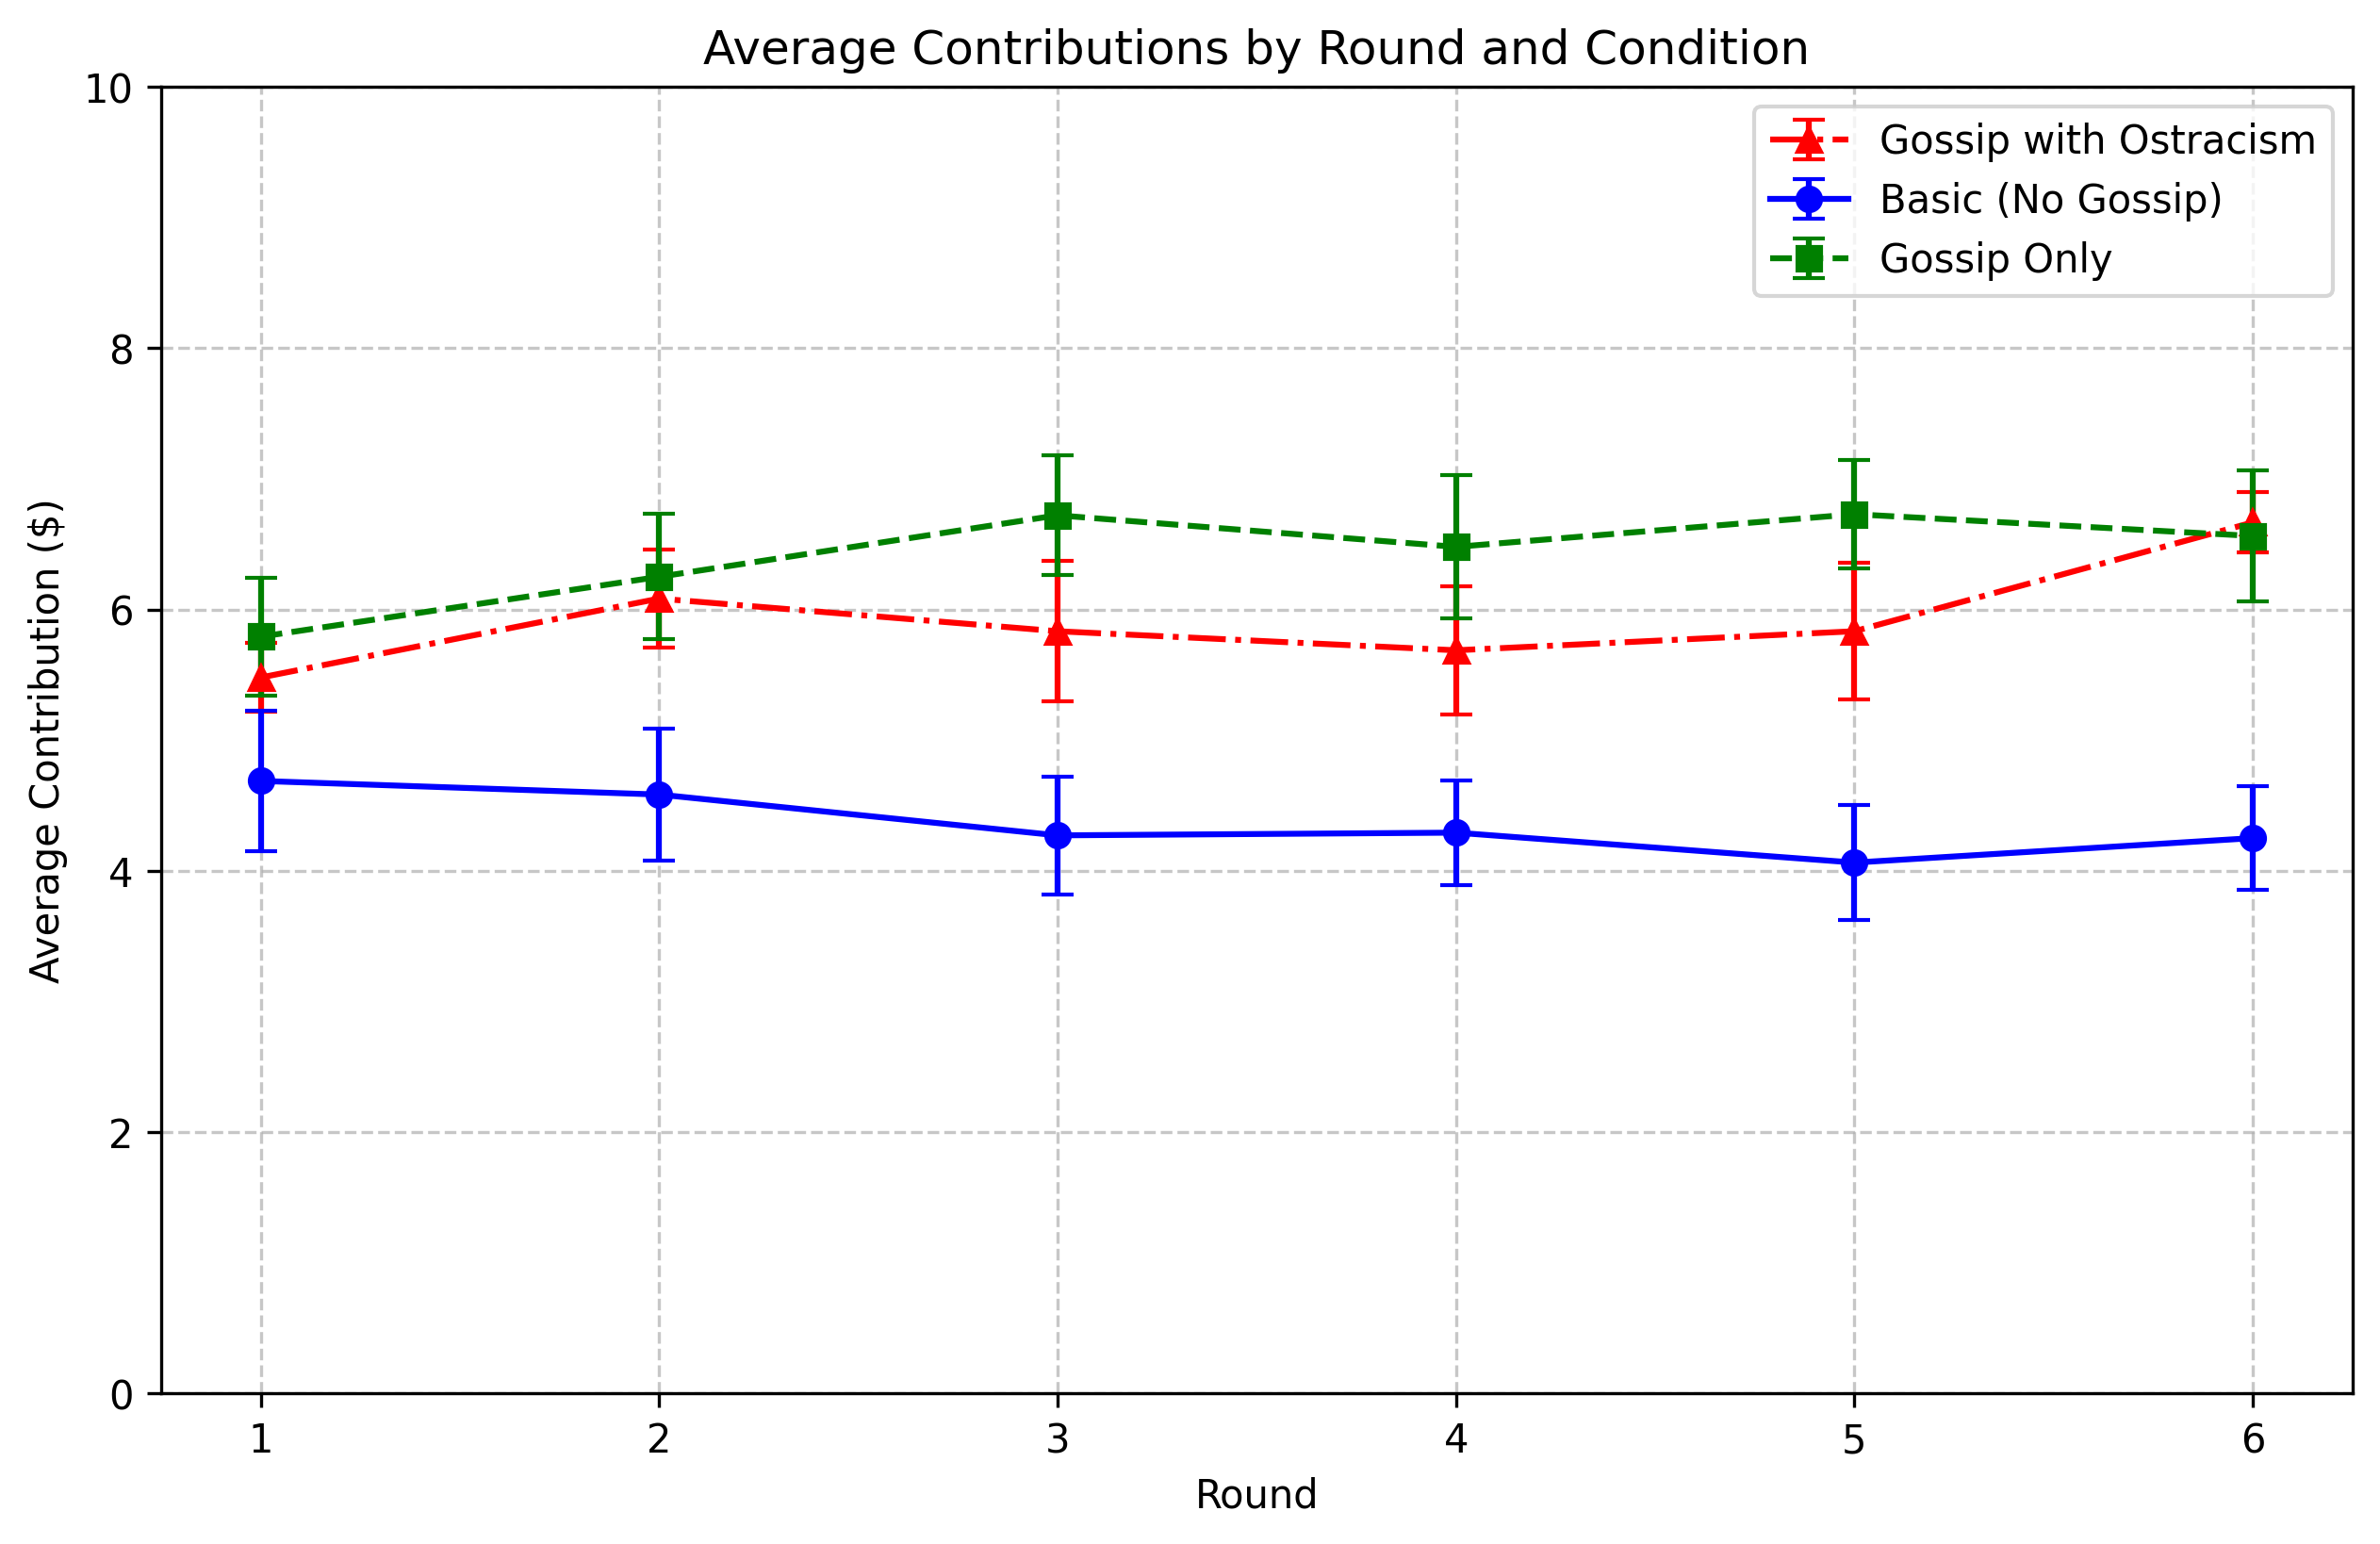 Average Contributions by Round and Condition
10
8
6
4
2
0
Average Contribution ($)
Gossip with Ostracism
Basic (No Gossip)
Gossip Only
1 2 3 4 5 6
Round